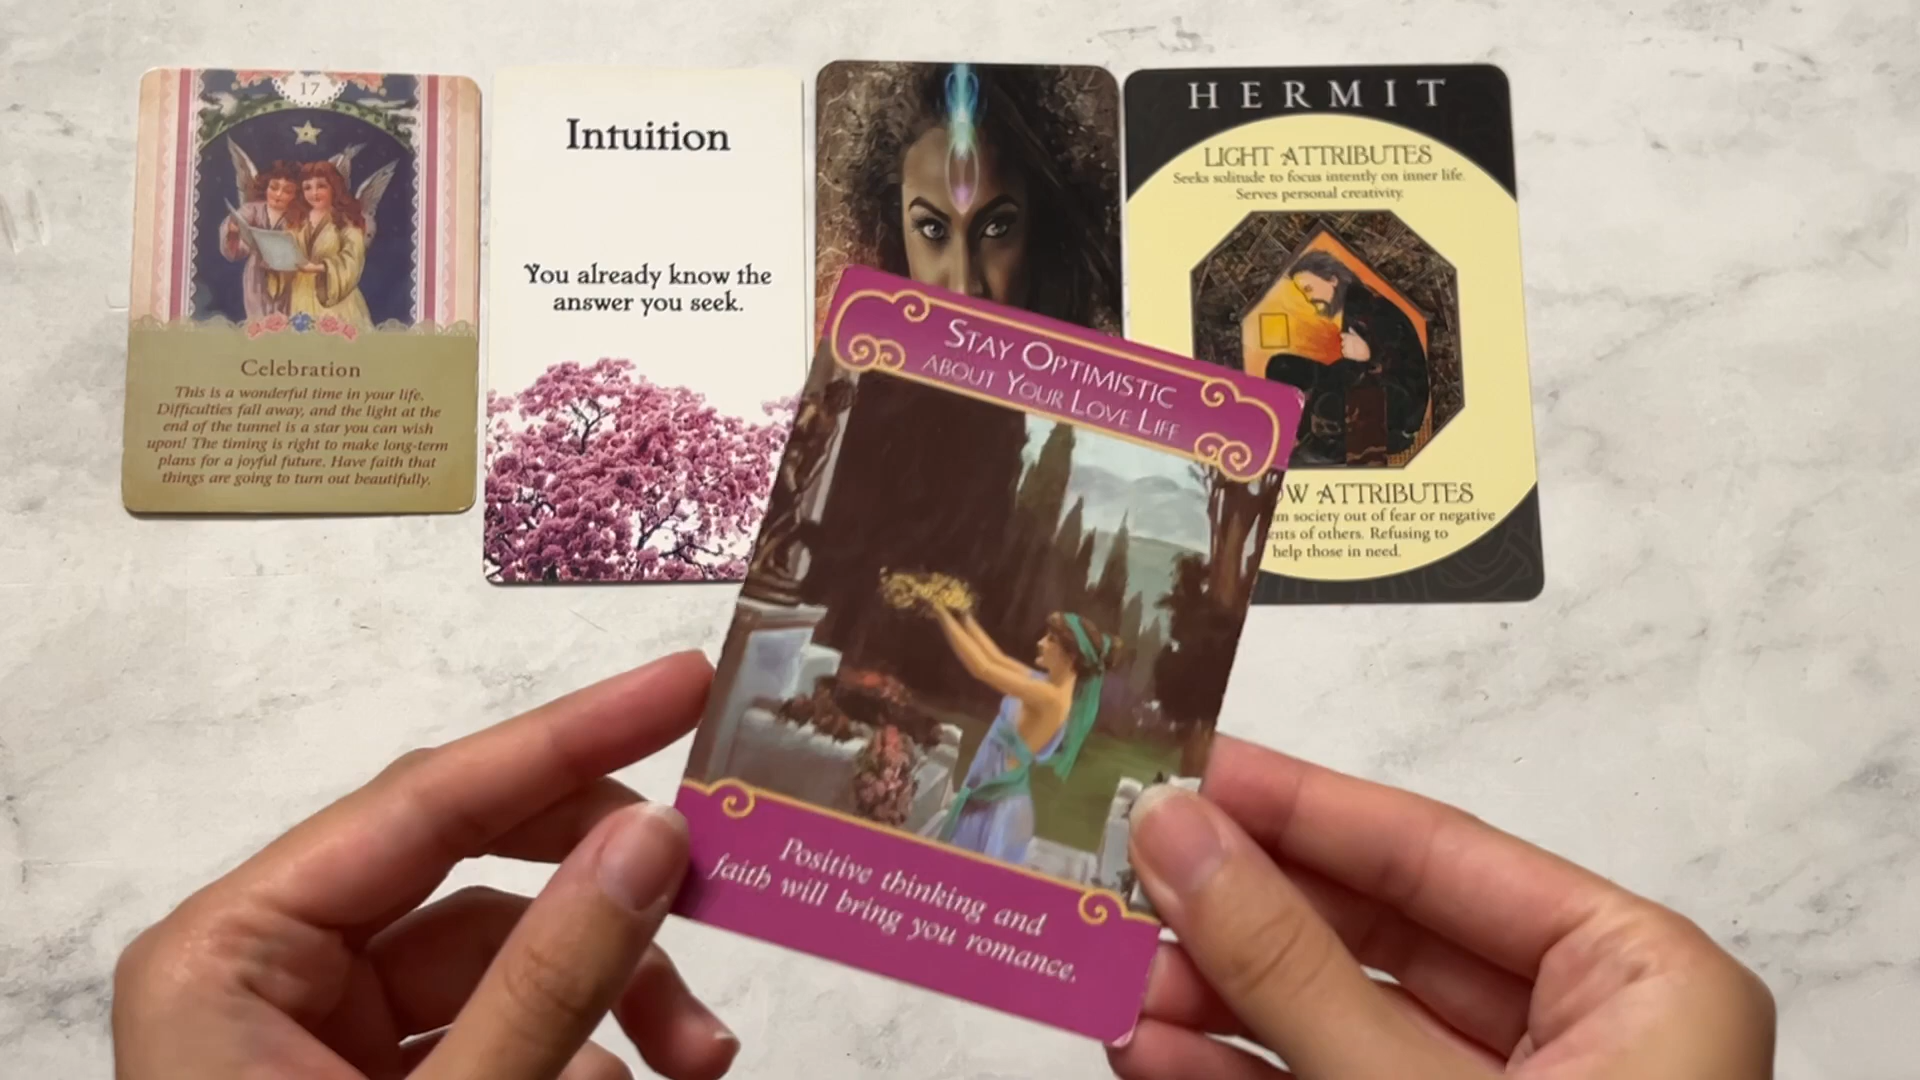 17
Celebration
This is a wonderful time in your life.
Difficulties fall away, and the light at the
end of the tunnel is a star you can wish
upon! The timing is right to make long-term
plans for a joyful future. Have faith that
things are going to turn out beautifully.
Intuition
You already know the
answer you seek.
HERMIT
LIGHT ATTRIBUTES
Seeks solitude to focus intently on inner life.
Serves personal creativity.
ATTRIBUTES
society out of fear or negative
of others. Refusing to
help those in need.
STAY OPTIMISTIC
ABOUT YOUR LOVE LIFE
Positive thinking and
faith will bring you romance.